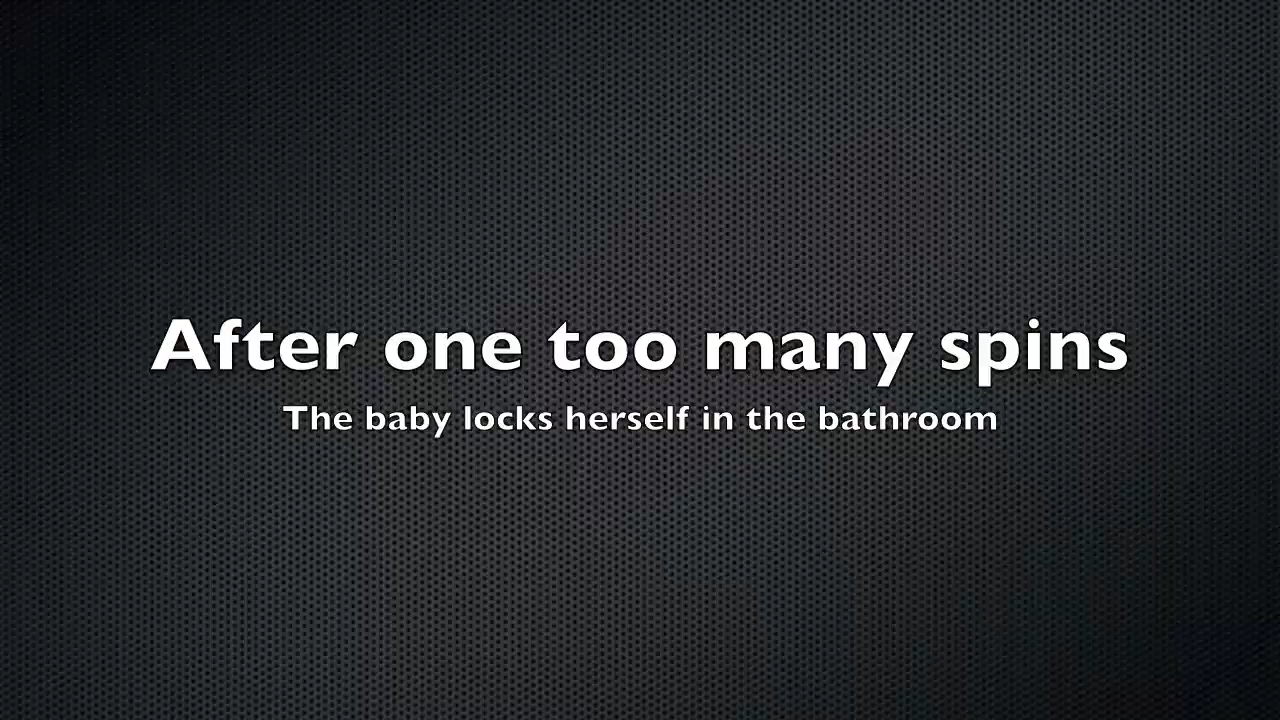 After one too many spins
The baby locks herself in the bathroom